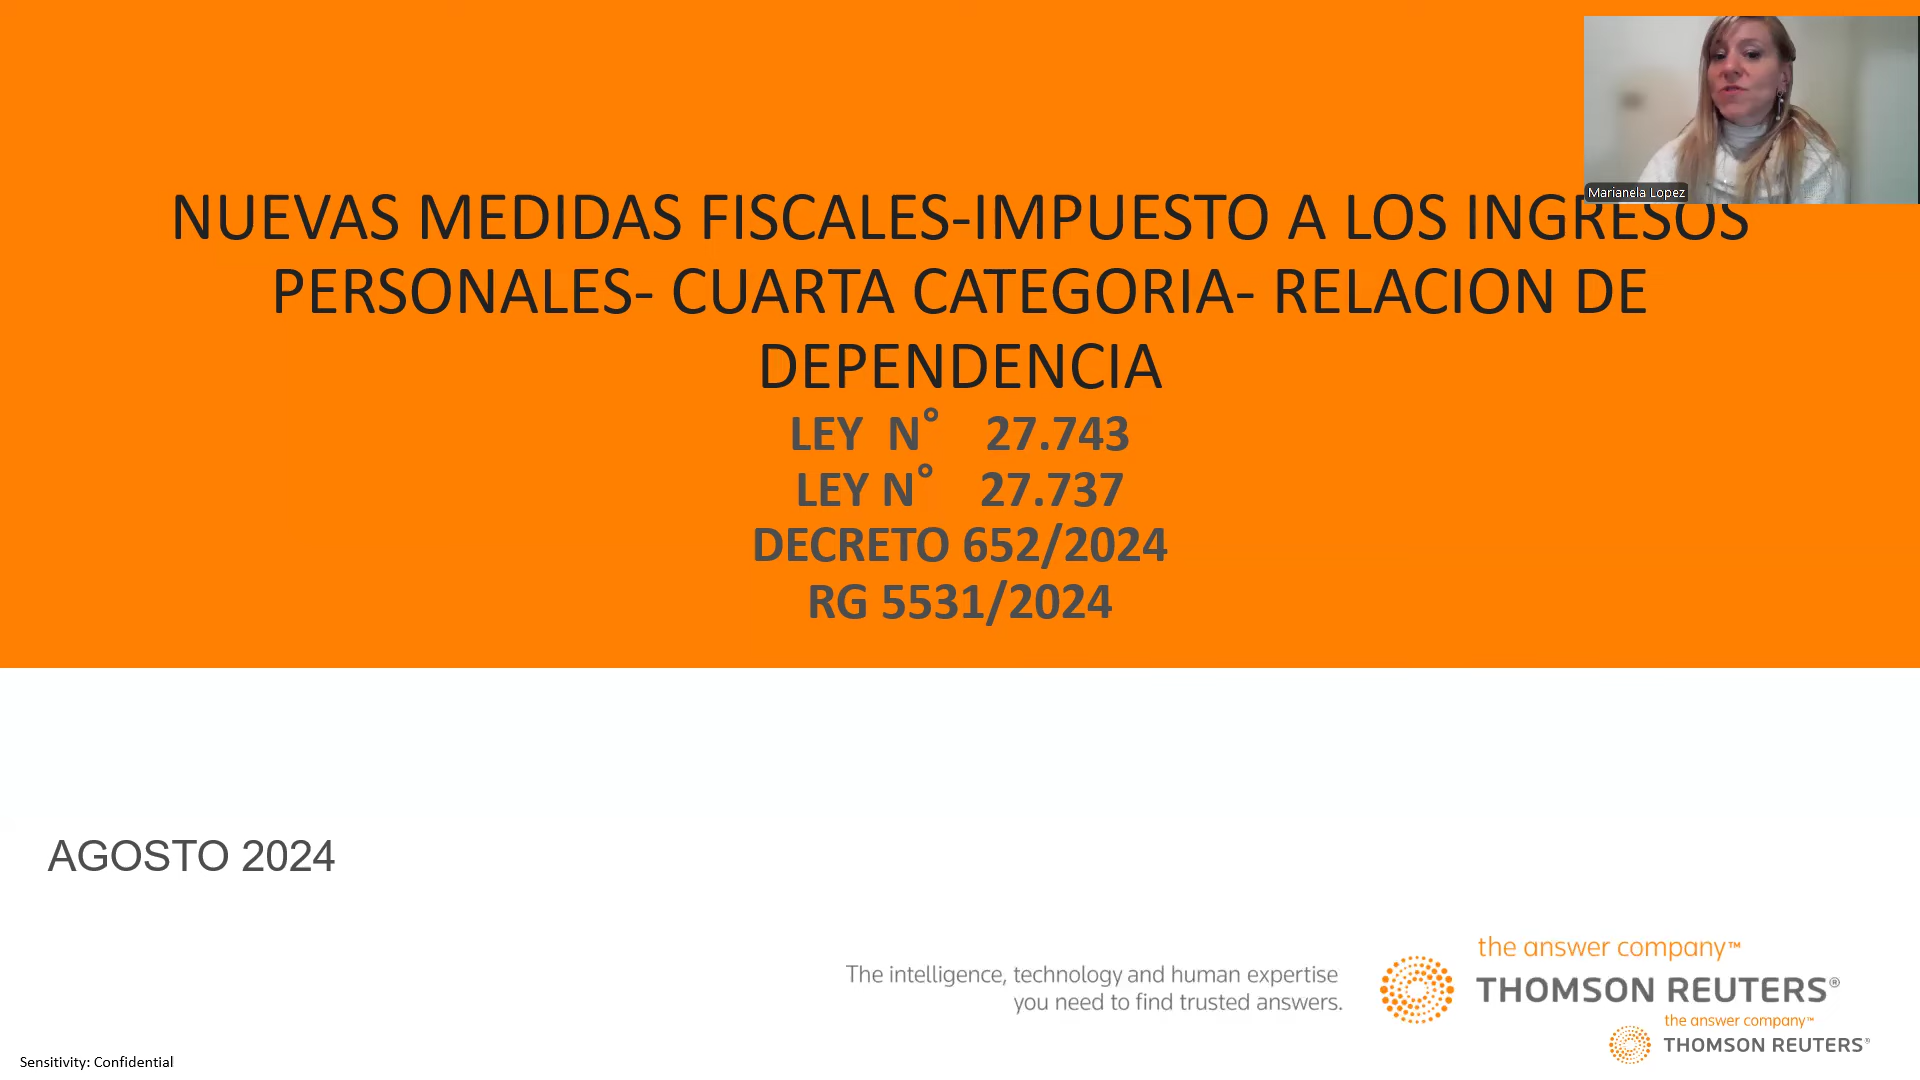 Marianela Lopez
NUEVAS MEDIDAS FISCALES-IMPUESTO A LOS INGRESOS
PERSONALES- CUARTA CATEGORIA- RELACION DE
DEPENDENCIA
LEY N° 27.743
LEY N° 27.737
DECRETO 652/2024
RG 5531/2024
AGOSTO 2024
The intelligence, technology and human expertise
you need to find trusted answers.
the answer company™
THOMSON REUTERS®
the answer company™
THOMSON REUTERS®
Sensitivity: Confidential